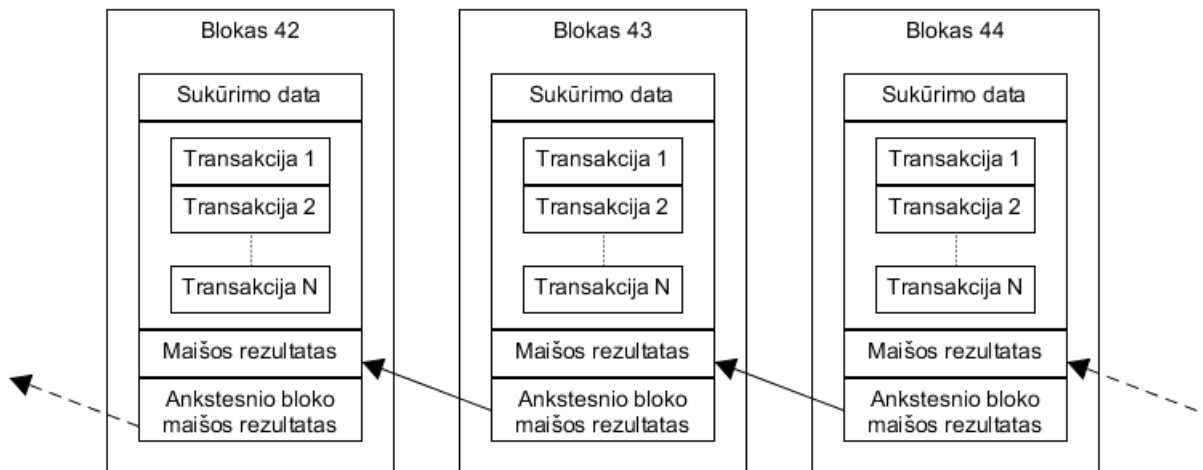 Blokas 42
Sukūrimo data
Transakcija 1
Transakcija 2
Transakcija N
Maišos rezultatas
Ankstesnio bloko
maišos rezultatas
Blokas 43
Sukūrimo data
Transakcija 1
Transakcija 2
Transakcija N
Maišos rezultatas
Ankstesnio bloko
maišos rezultatas
Blokas 44
Sukūrimo data
Transakcija 1
Transakcija 2
Transakcija N
Maišos rezultatas
Ankstesnio bloko
maišos rezultatas